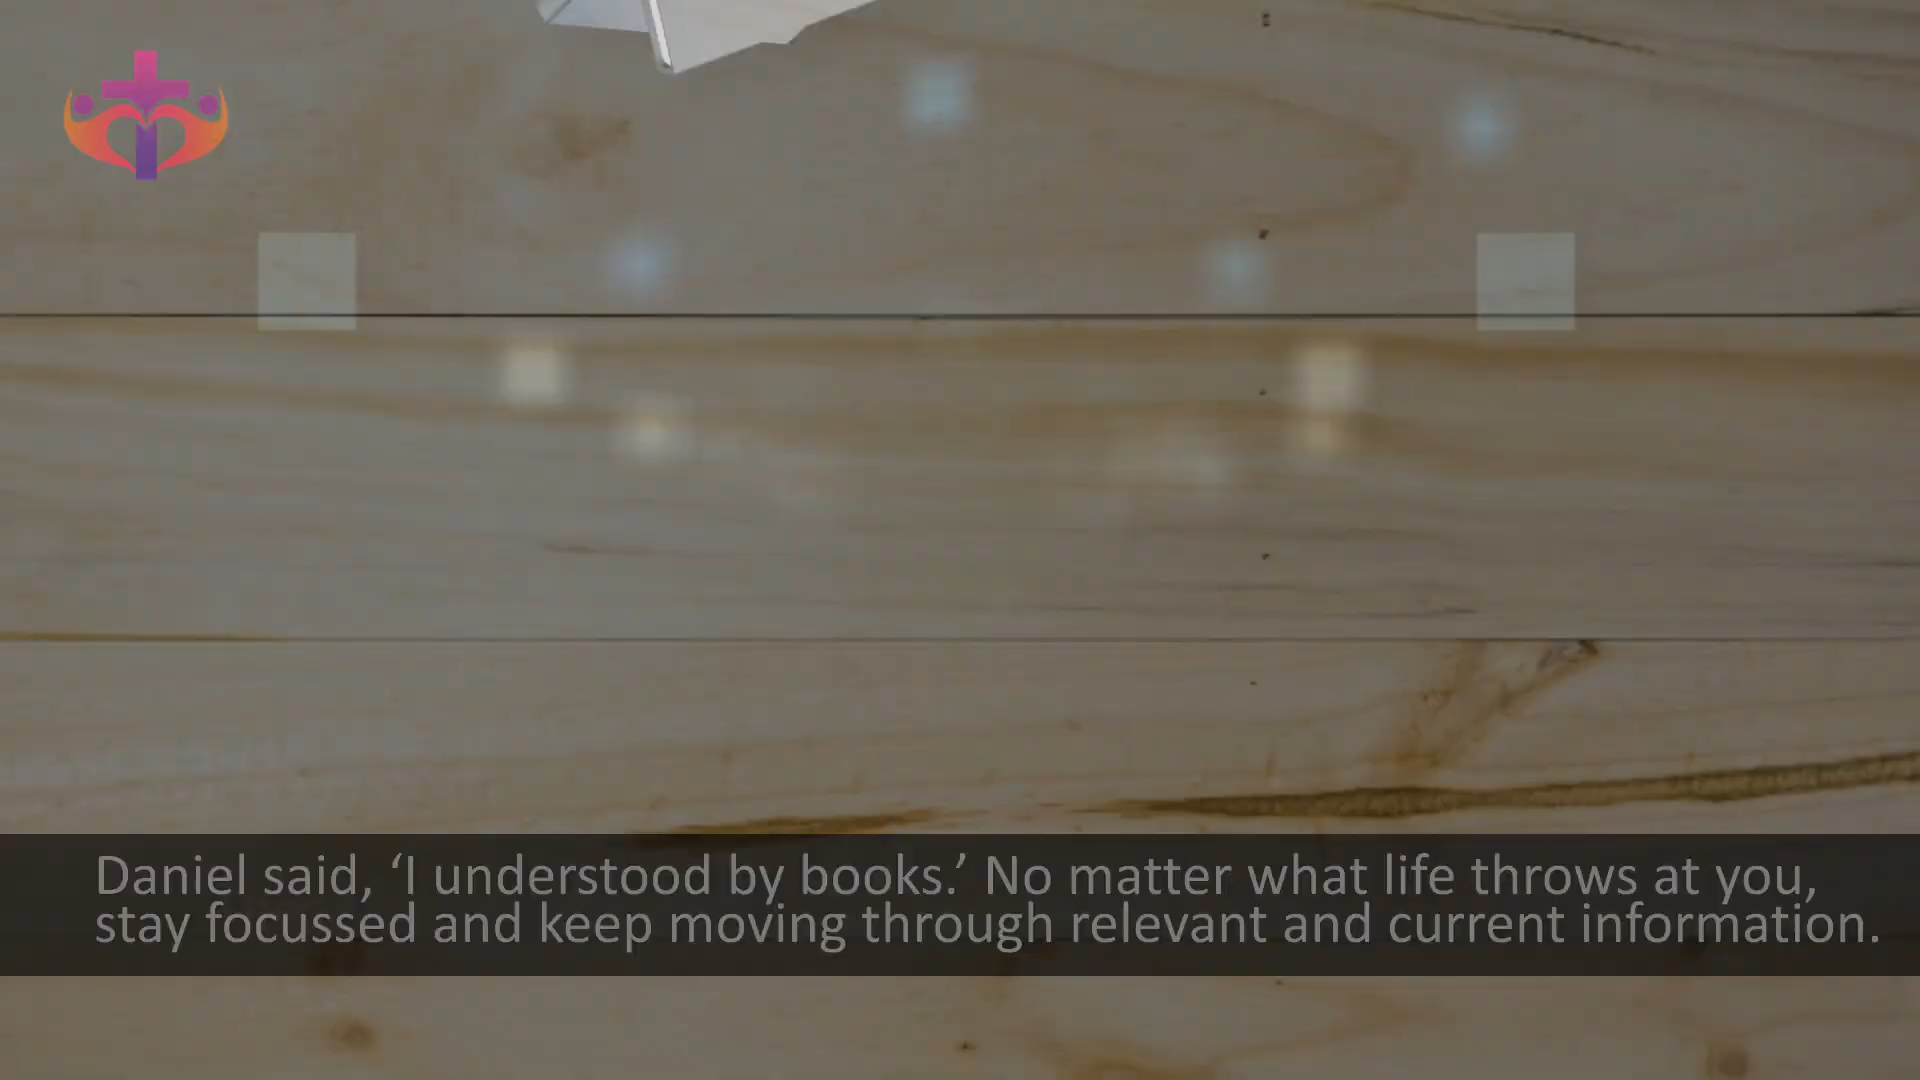 Daniel said, ‘I understood by books.’ No matter what life throws at you,
stay focussed and keep moving through relevant and current information.